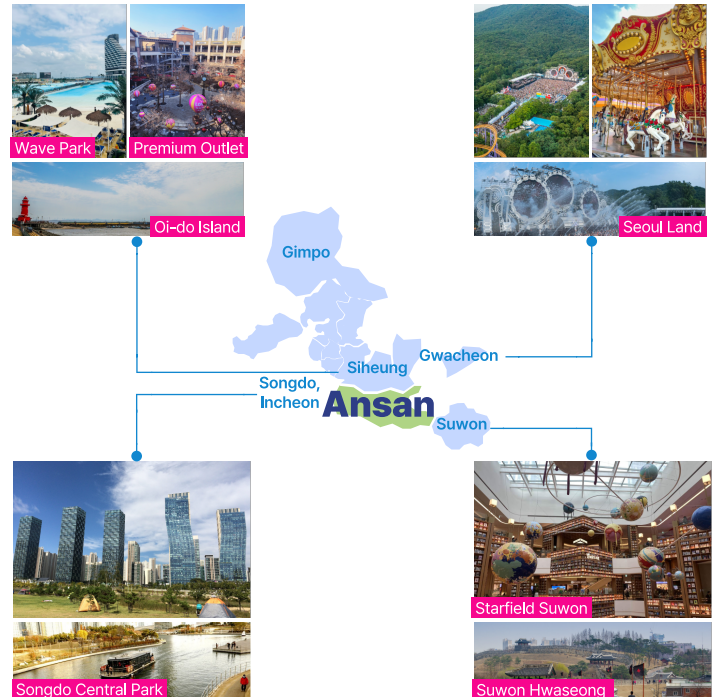 Wave Park
Premium Outlet
Oi-do Island
Seoul Land
Gimpo
Gwacheon
Siheung
Songdo,
Incheon
Ansan
Suwon
Starfield Suwon
Songdo Central Park
Suwon Hwaseong